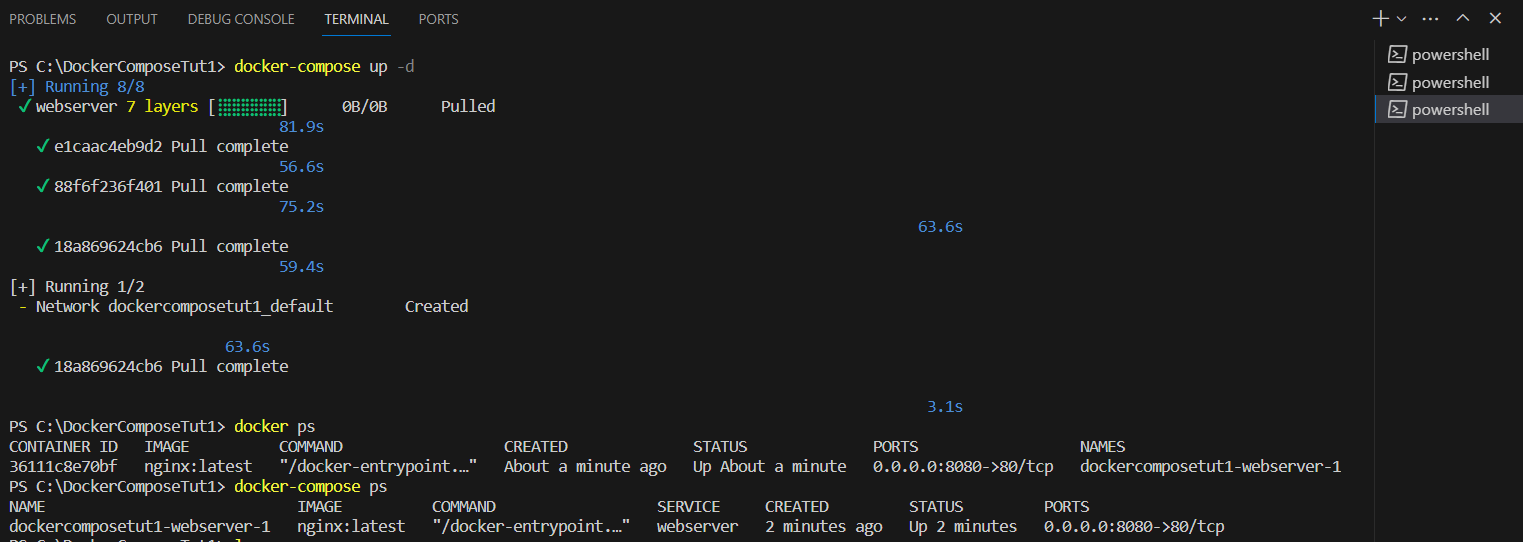 PROBLEMS OUTPUT DEBUG CONSOLE TERMINAL PORTS
powershell
powershell
powershell
PS C:\DockerComposeTut1> docker-compose up -d
[+] Running 8/8
✔ webserver 7 layers [⣿⣿⣿⣿⣿⣿⣿] 0B/0B Pulled
81.9s
✔ e1caac4eb9d2 Pull complete
56.6s
✔ 88f6f236f401 Pull complete
75.2s
63.6s
✔ 18a869624cb6 Pull complete
59.4s
[+] Running 1/2
- Network dockercomposetut1_default Created
63.6s
✔ 18a869624cb6 Pull complete
3.1s
PS C:\DockerComposeTut1> docker ps
CONTAINER ID IMAGE COMMAND CREATED STATUS PORTS NAMES
36111c8e70bf nginx:latest "/docker-entrypoint.…" About a minute ago Up About a minute 0.0.0.0:8080->80/tcp dockercomposetut1-webserver-1
PS C:\DockerComposeTut1> docker-compose ps
NAME IMAGE COMMAND SERVICE CREATED STATUS PORTS
dockercomposetut1-webserver-1 nginx:latest "/docker-entrypoint.…" webserver 2 minutes ago Up 2 minutes 0.0.0.0:8080->80/tcp